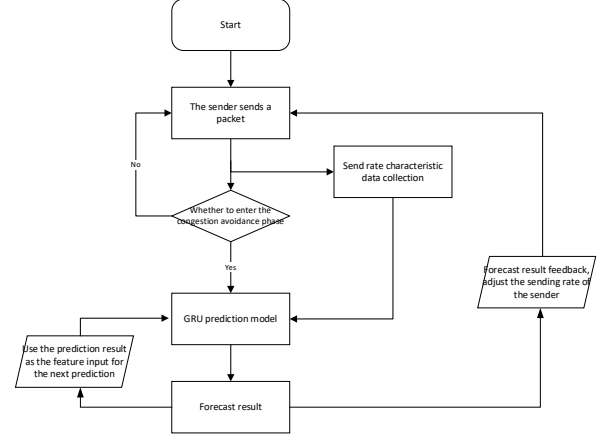 Start
The sender sends a
packet
No
Send rate characteristic
data collection
Whether to enter the
congestion avoidance phase
Yes
Forecast result feedback,
adjust the sending rate of
the sender
GRU prediction model
Use the prediction result
as the feature input for
the next prediction
Forecast result